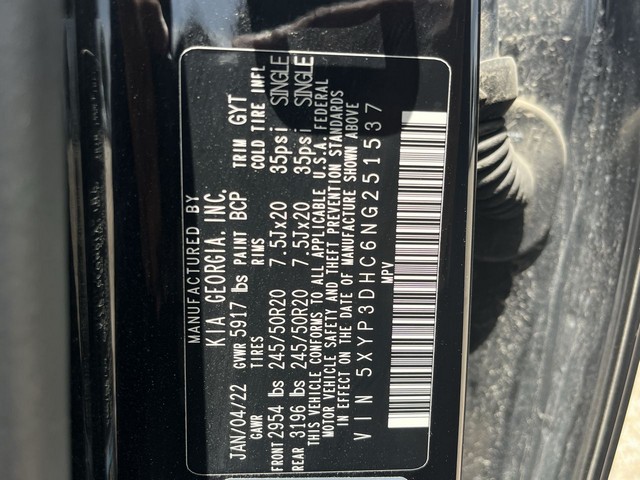 MANUFACTURED BY
KIA GEORGIA, INC.
JAN/04/22 GVWR 5917 lbs PAINT BCP TRIM GYT
GAWR TIRES RIMS COLD TIRE INFL
FRONT 2954 lbs 245/50R20 7.5Jx20 35psi SINGLE
REAR 3196 lbs 245/50R20 7.5Jx20 35psi SINGLE
THIS VEHICLE CONFORMS TO ALL APPLICABLE U.S.A. FEDERAL
MOTOR VEHICLE SAFETY AND THEFT PREVENTION STANDARDS
IN EFFECT ON THE DATE OF MANUFACTURE SHOWN ABOVE
VIN 5XYP3DHC6NG251537
MPV